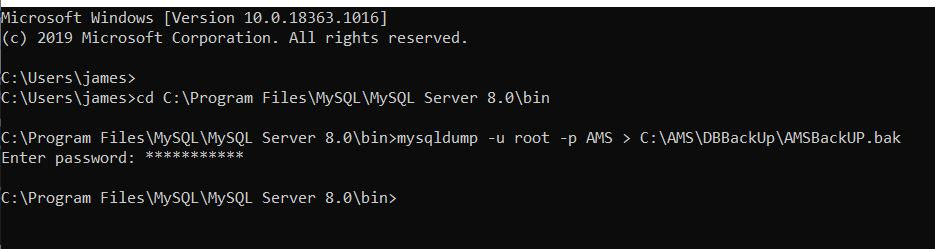 Microsoft Windows [Version 10.0.18363.1016]
(c) 2019 Microsoft Corporation. All rights reserved.
C:\Users\james>
C:\Users\james>cd C:\Program Files\MySQL\MySQL Server 8.0\bin
C:\Program Files\MySQL\MySQL Server 8.0\bin>mysqldump -u root -p AMS > C:\AMS\DBBackUp\AMSBackUP.bak
Enter password: ***********
C:\Program Files\MySQL\MySQL Server 8.0\bin>